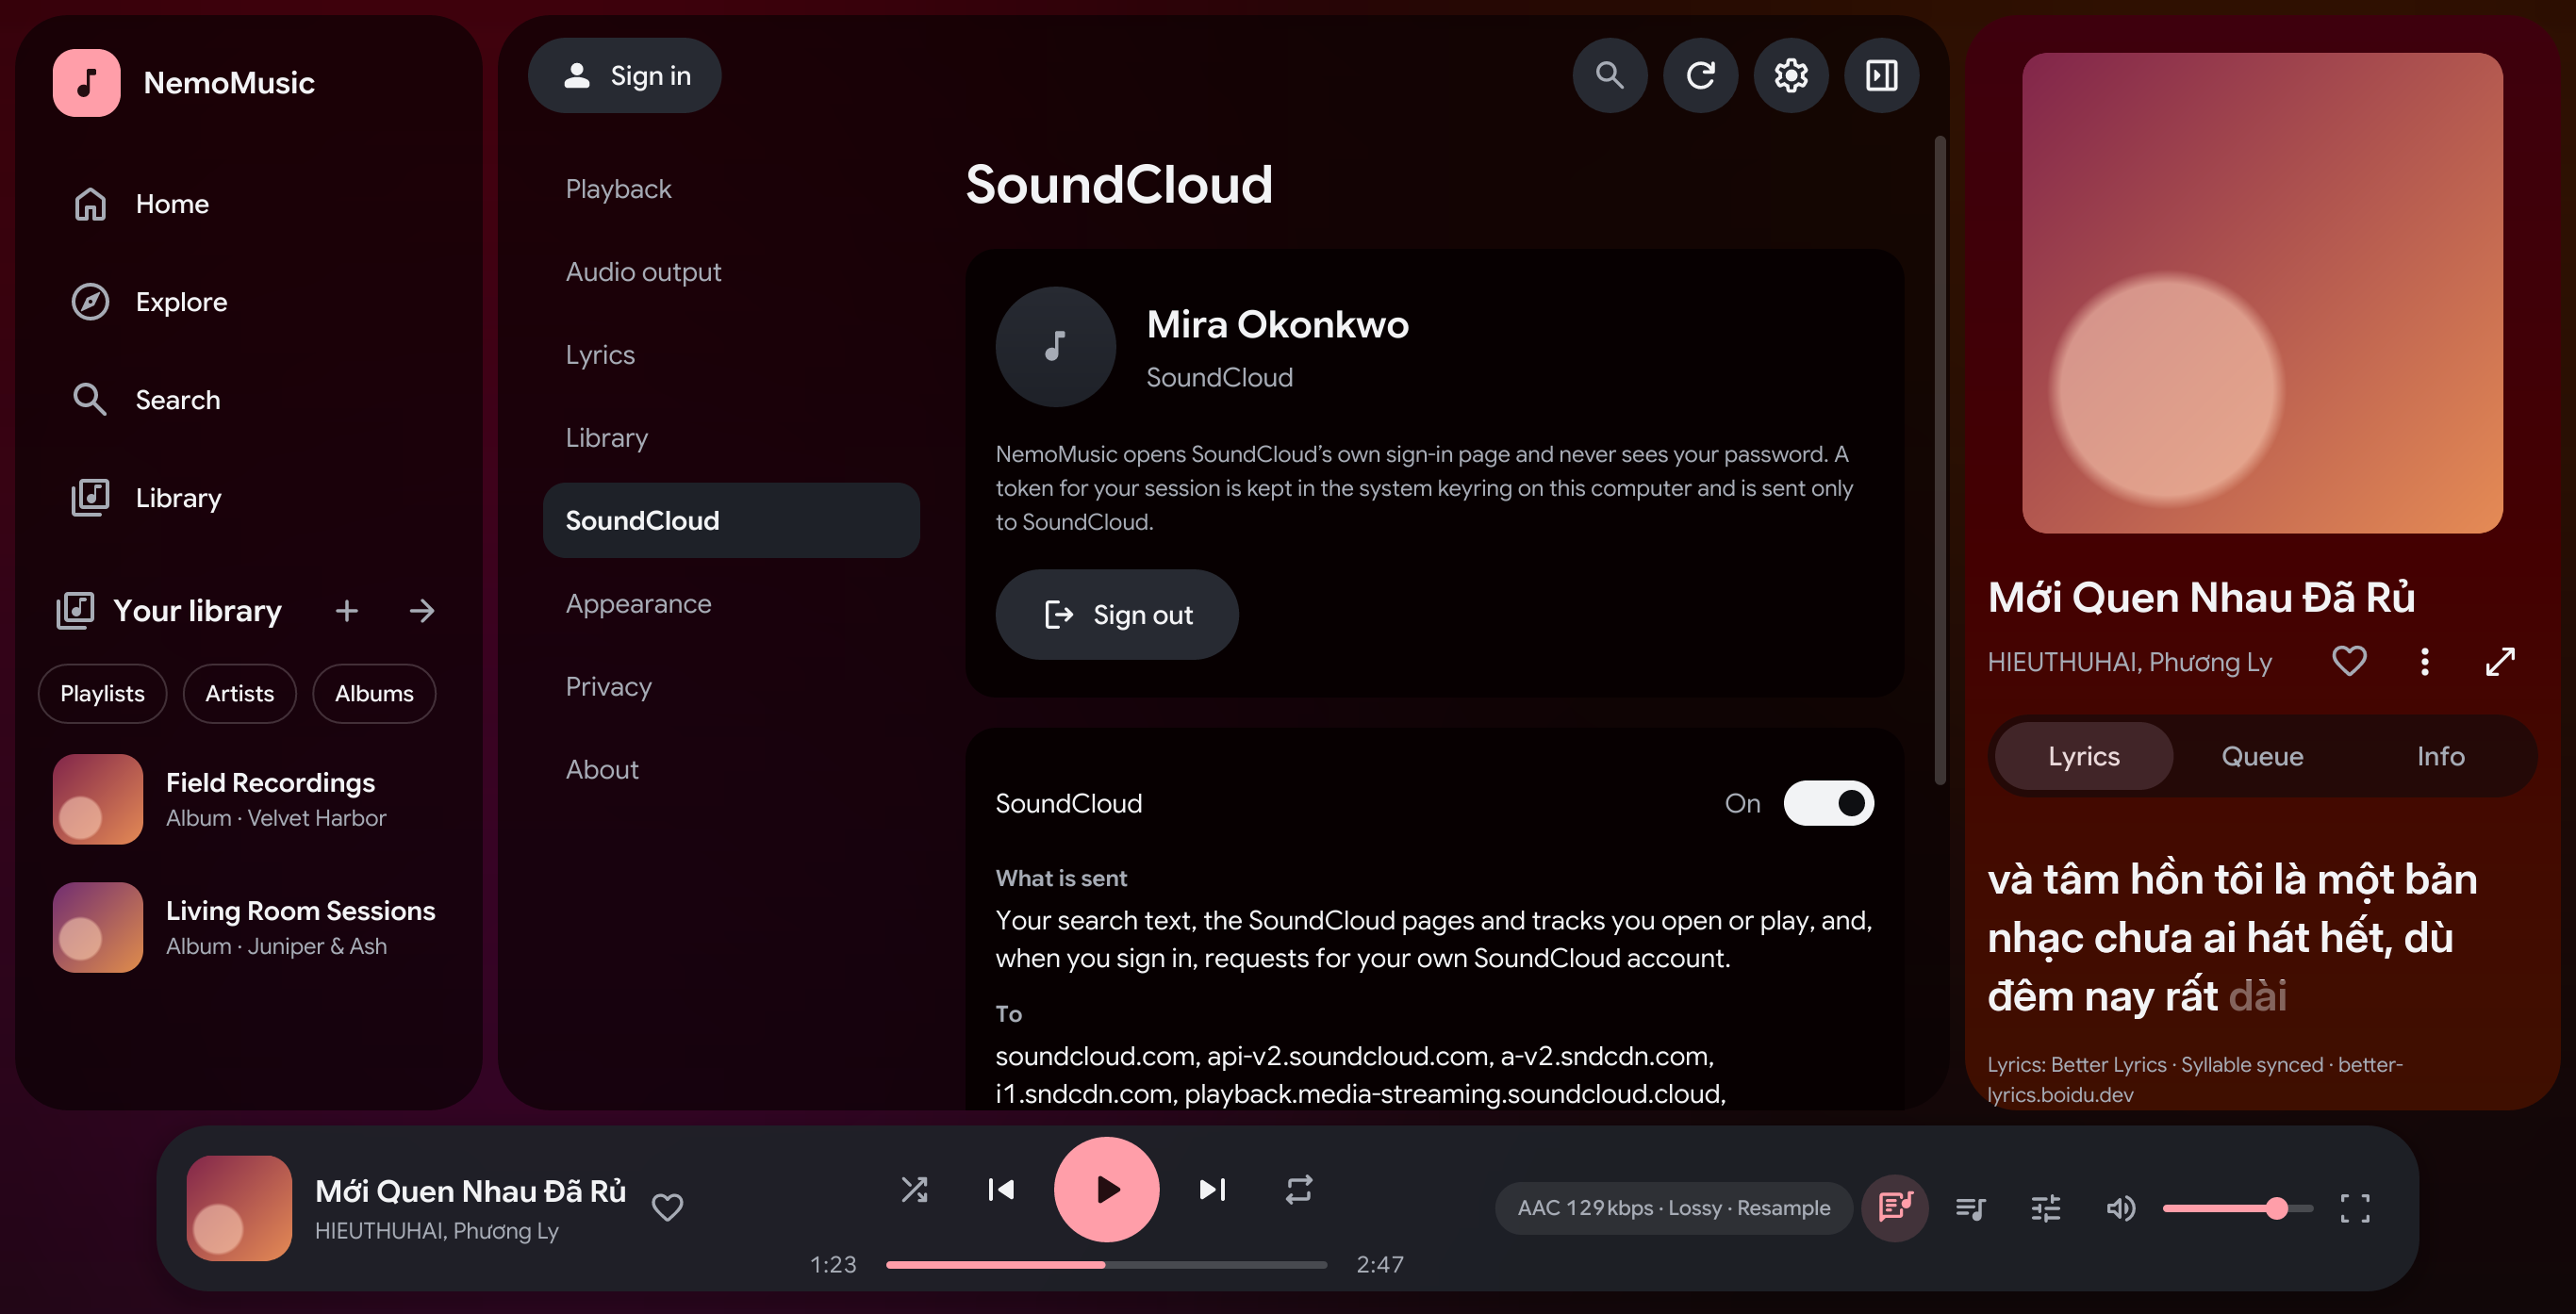 NemoMusic
Home
Explore
Search
Library
Your library
Playlists
Artists
Albums
Field Recordings
Album · Velvet Harbor
Living Room Sessions
Album · Juniper & Ash
Sign in
Playback
Audio output
Lyrics
Library
SoundCloud
Appearance
Privacy
About
SoundCloud
Mira Okonkwo
SoundCloud
NemoMusic opens SoundCloud’s own sign-in page and never sees your password. A
token for your session is kept in the system keyring on this computer and is sent only
to SoundCloud.
Sign out
SoundCloud
On
What is sent
Your search text, the SoundCloud pages and tracks you open or play, and,
when you sign in, requests for your own SoundCloud account.
To
soundcloud.com, api-v2.soundcloud.com, a-v2.sndcdn.com,
i1.sndcdn.com, playback.media-streaming.soundcloud.cloud,
Mới Quen Nhau Đã Rủ
HIEUTHUHAI, Phương Ly
Lyrics
Queue
Info
và tâm hồn tôi là một bản
nhạc chưa ai hát hết, dù
đêm nay rất dài
Lyrics: Better Lyrics · Syllable synced · better-
lyrics.boidu.dev
Mới Quen Nhau Đã Rủ
HIEUTHUHAI, Phương Ly
1:23
2:47
AAC 129 kbps · Lossy · Resample